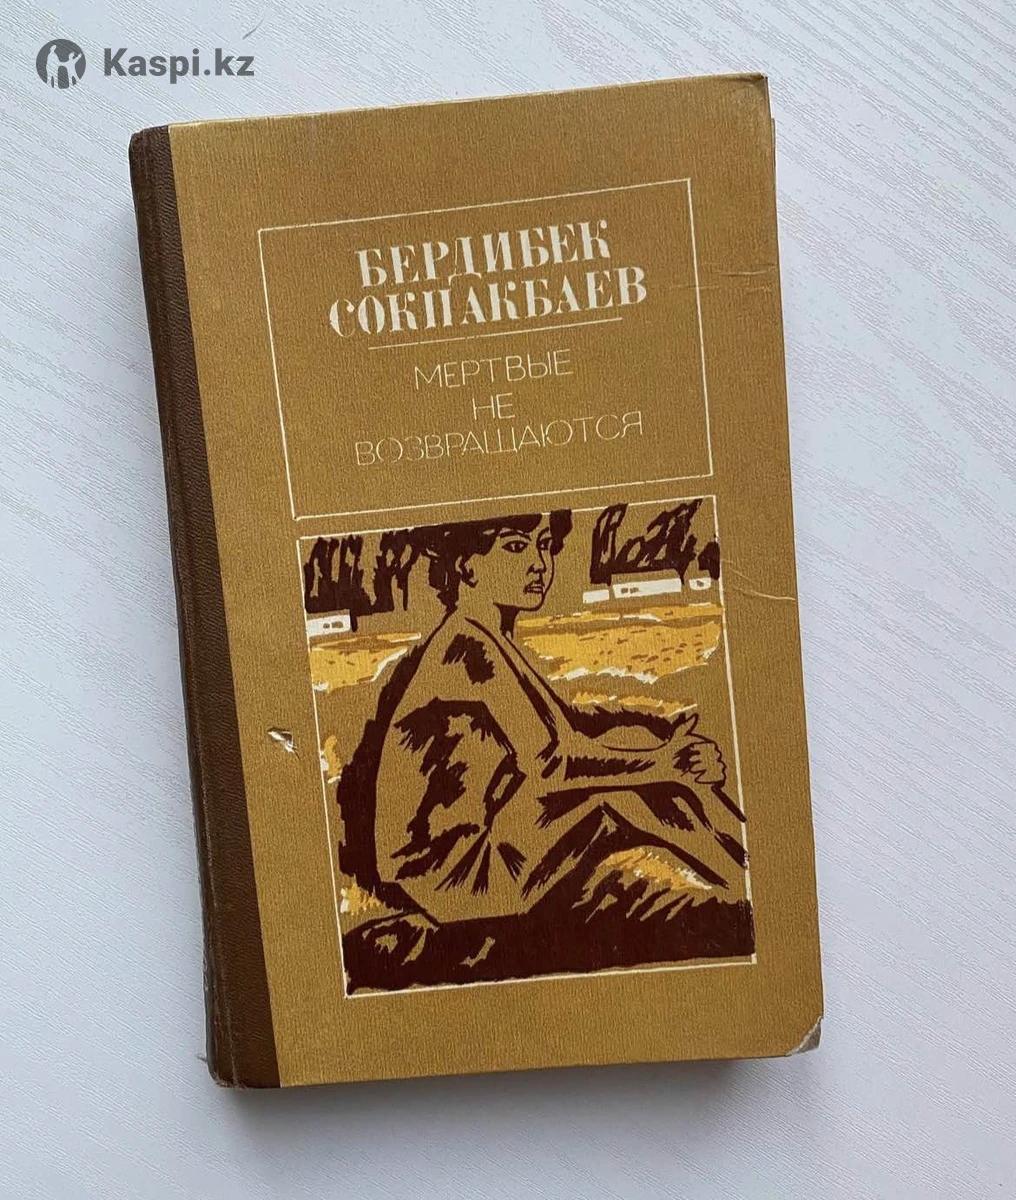 Kaspi.kz
БЕРДИБЕК
СОКПАКБАЕВ
МЕРТВЫЕ
НЕ
ВОЗВРАЩАЮТСЯ